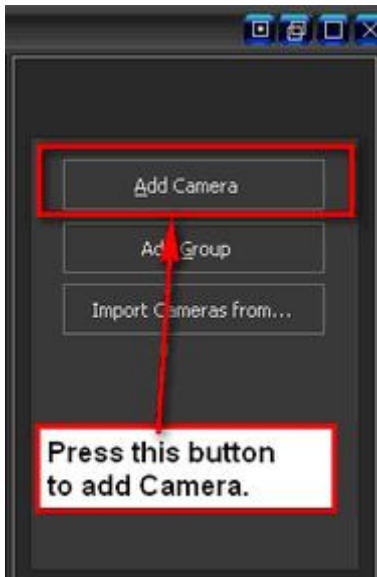 Add Camera
Add Group
Import Cameras from...
Press this button
to add Camera.